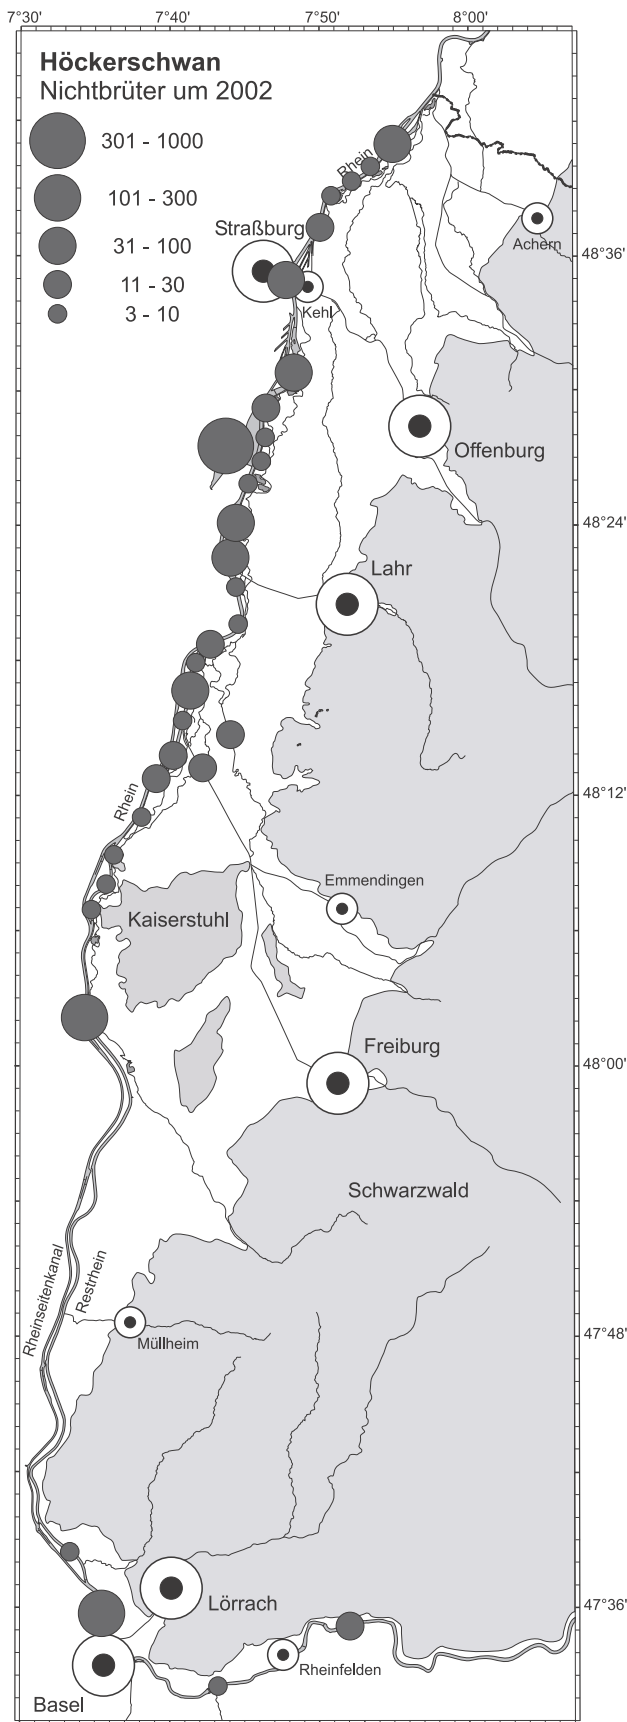 7°30' 7°40' 7°50' 8°00'
Höckerschwan
Nichtbrüter um 2002
301 - 1000
101 - 300
31 - 100
11 - 30
3 - 10
Rhein
Straßburg
Achern
48°36'
Kehl
Offenburg
48°24'
Lahr
48°12'
Rhein
Emmendingen
Kaiserstuhl
Freiburg
48°00'
Schwarzwald
Rheinseitenkanal
Restrhein
47°48'
Müllheim
Lörrach
47°36'
Rheinfelden
Basel